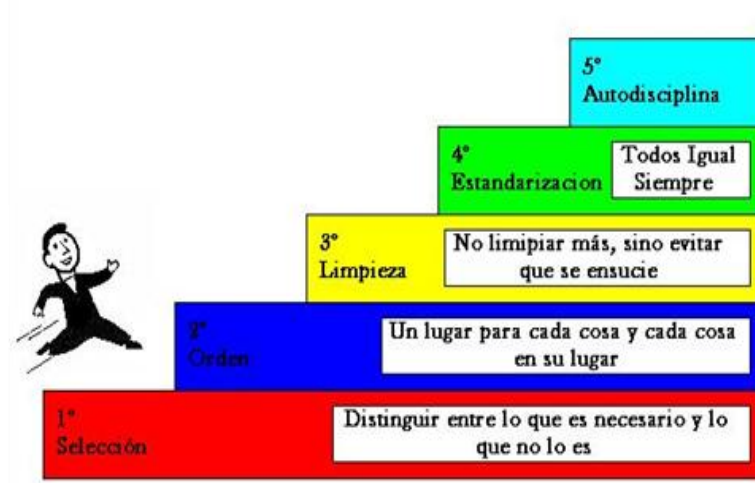 5°
Autodisciplina
4°
Estandarizacion
Todos Igual
Siempre
3°
Limpieza
No limipiar más, sino evitar
que se ensucie
2°
Orden
Un lugar para cada cosa y cada cosa
en su lugar
1°
Selección
Distinguir entre lo que es necesario y lo
que no lo es